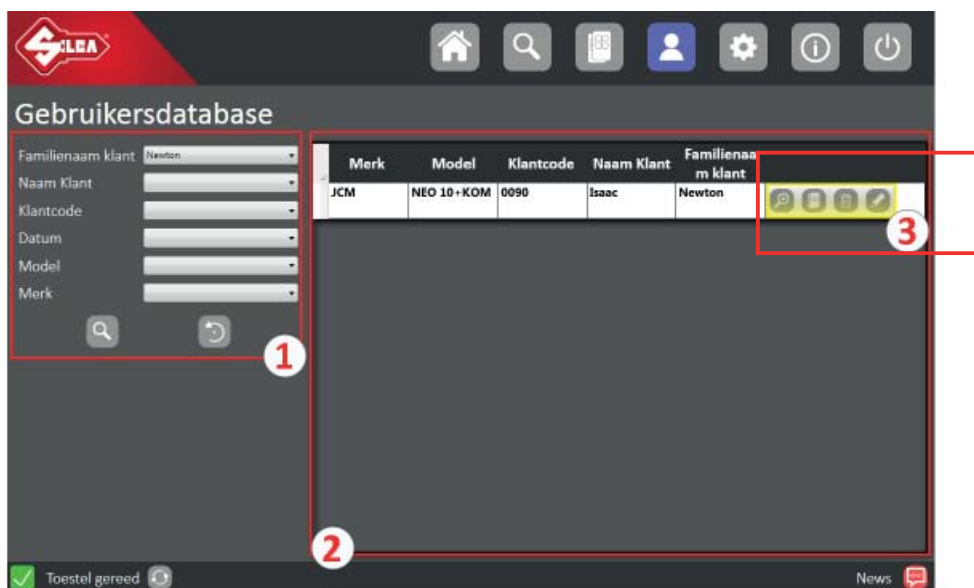 SILCA
Gebruikersdatabase
Familienaam klant Newton
Naam Klant
Klantcode
Datum
Model
Merk
1
Merk Model Klantcode Naam Klant Familienaa
m klant
JCM NEO 10+KOM 0090 Isaac Newton
3
2
Toestel gereed
News